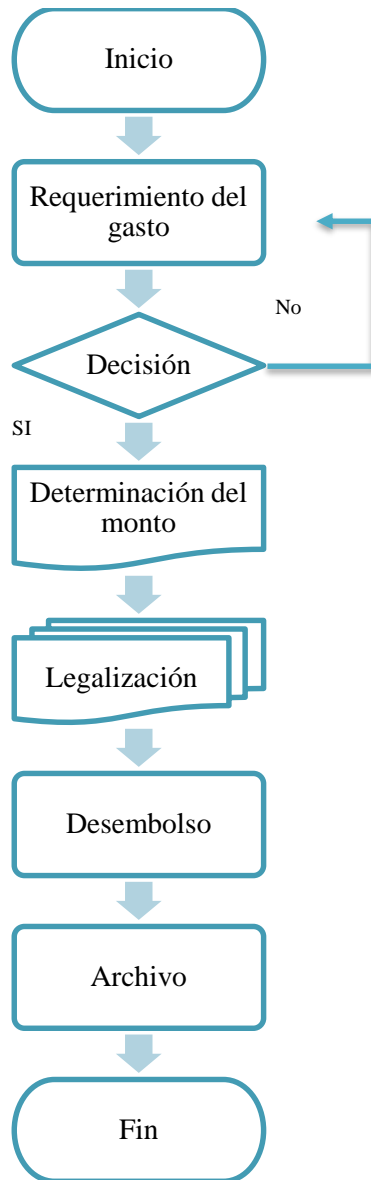 Inicio
Requerimiento del
gasto
No
Decisión
SI
Determinación del
monto
Legalización
Desembolso
Archivo
Fin